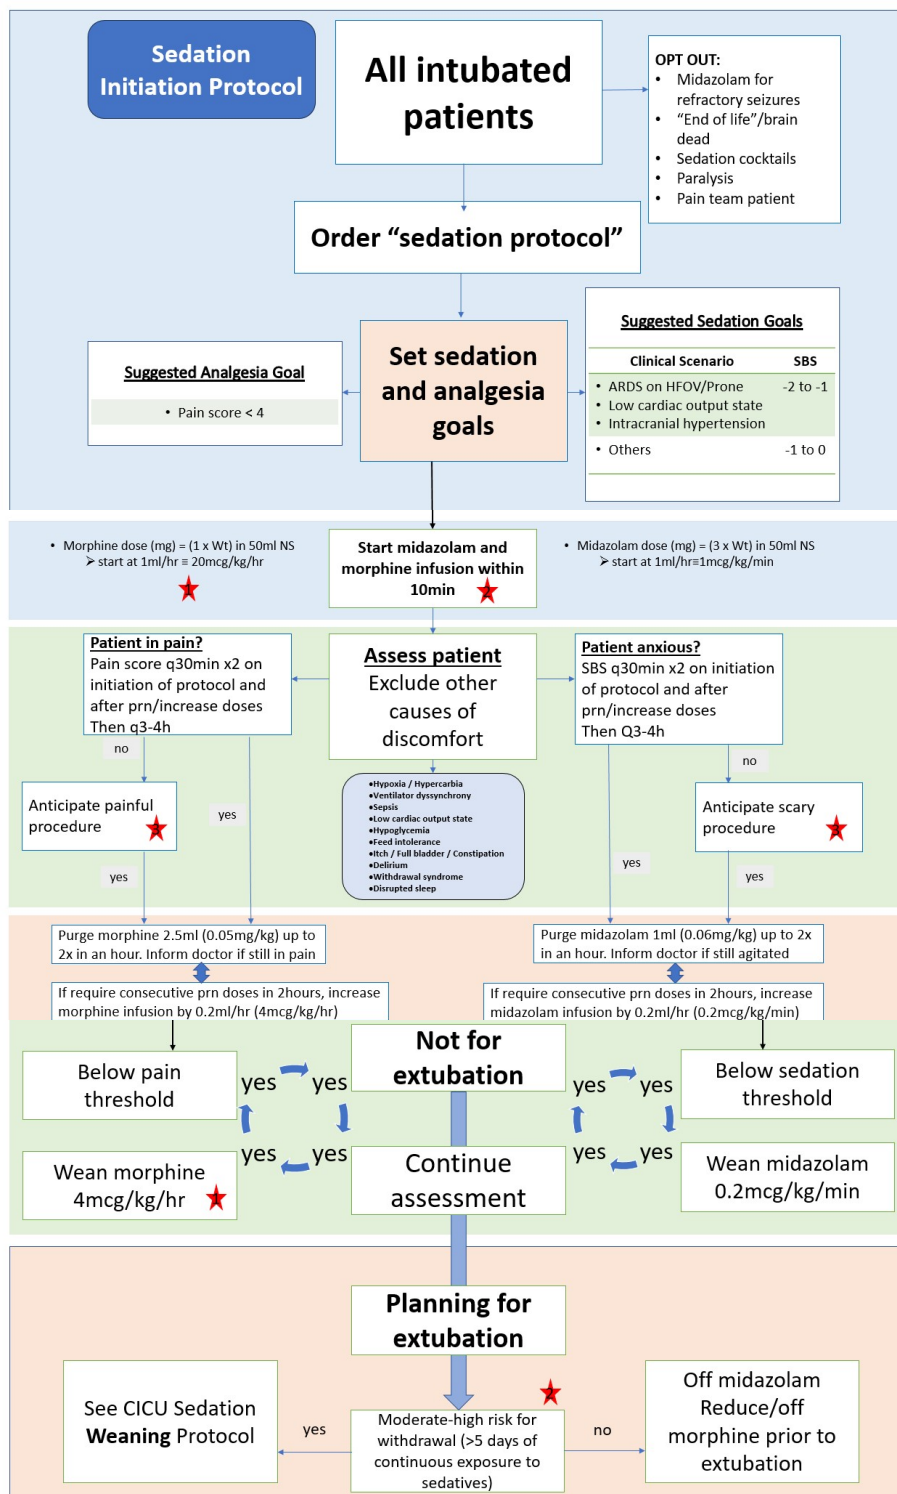 Sedation
Initiation Protocol
All intubated
patients
OPT OUT:
• Midazolam for
refractory seizures
• “End of life”/brain
dead
• Sedation cocktails
• Paralysis
• Pain team patient
Order “sedation protocol”
Set sedation
and analgesia
goals
Suggested Analgesia Goal
• Pain score < 4
Suggested Sedation Goals
Clinical Scenario SBS
• ARDS on HFOV/Prone -2 to -1
• Low cardiac output state
• Intracranial hypertension
• Others -1 to 0
• Morphine dose (mg) = (1 x Wt) in 50ml NS
➢ start at 1ml/hr ≡ 20mcg/kg/hr
1
Start midazolam and
morphine infusion within
10min
2
• Midazolam dose (mg) = (3 x Wt) in 50ml NS
➢ start at 1ml/hr≡1mcg/kg/min
Patient in pain?
Pain score q30min x2 on
initiation of protocol and
after prn/increase doses
Then q3-4h
Assess patient
Exclude other
causes of
discomfort
Patient anxious?
SBS q30min x2 on initiation
of protocol and after
prn/increase doses
Then Q3-4h
no
yes
Anticipate painful
procedure
3
yes
•Hypoxia / Hypercarbia
•Ventilator dyssynchrony
•Sepsis
•Low cardiac output state
•Hypoglycemia
•Feed intolerance
•Itch / Full bladder / Constipation
•Delirium
•Withdrawal syndrome
•Disrupted sleep
no
yes
Anticipate scary
procedure
3
yes
Purge morphine 2.5ml (0.05mg/kg) up to
2x in an hour. Inform doctor if still in pain
If require consecutive prn doses in 2hours, increase
morphine infusion by 0.2ml/hr (4mcg/kg/hr)
Purge midazolam 1ml (0.06mg/kg) up to 2x
in an hour. Inform doctor if still agitated
If require consecutive prn doses in 2hours, increase
midazolam infusion by 0.2ml/hr (0.2mcg/kg/min)
Below pain
threshold
yes yes
yes yes
Wean morphine
4mcg/kg/hr
1
Not for
extubation
Continue
assessment
yes yes
yes yes
Below sedation
threshold
Wean midazolam
0.2mcg/kg/min
Planning for
extubation
2
Moderate-high risk for
withdrawal (>5 days of
continuous exposure to
sedatives)
yes
See CICU Sedation
Weaning Protocol
no
Off midazolam
Reduce/off
morphine prior to
extubation